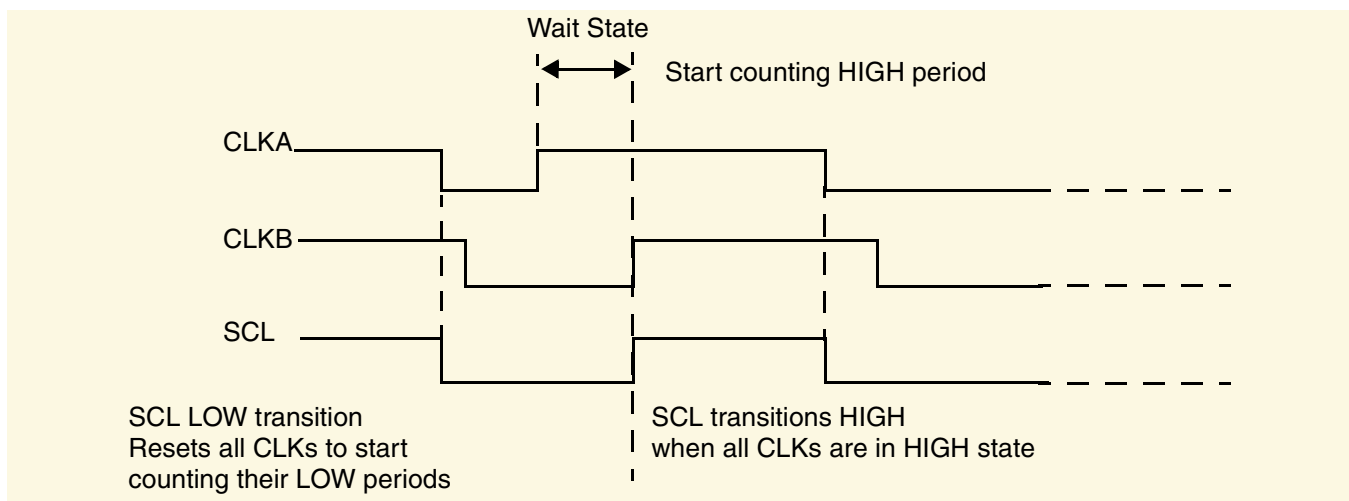 Wait State
Start counting HIGH period
CLKA
CLKB
SCL
SCL LOW transition
Resets all CLKs to start
counting their LOW periods
SCL transitions HIGH
when all CLKs are in HIGH state